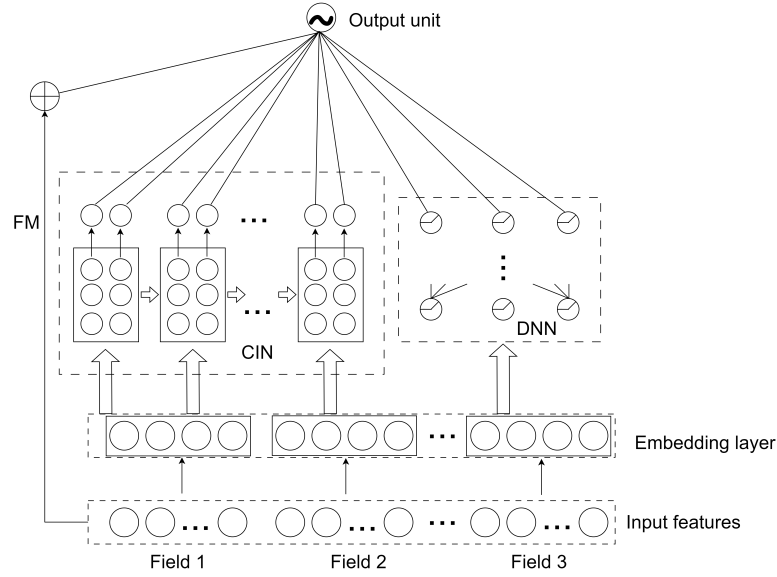 Output unit
FM
CIN
DNN
Embedding layer
Input features
Field 1
Field 2
Field 3